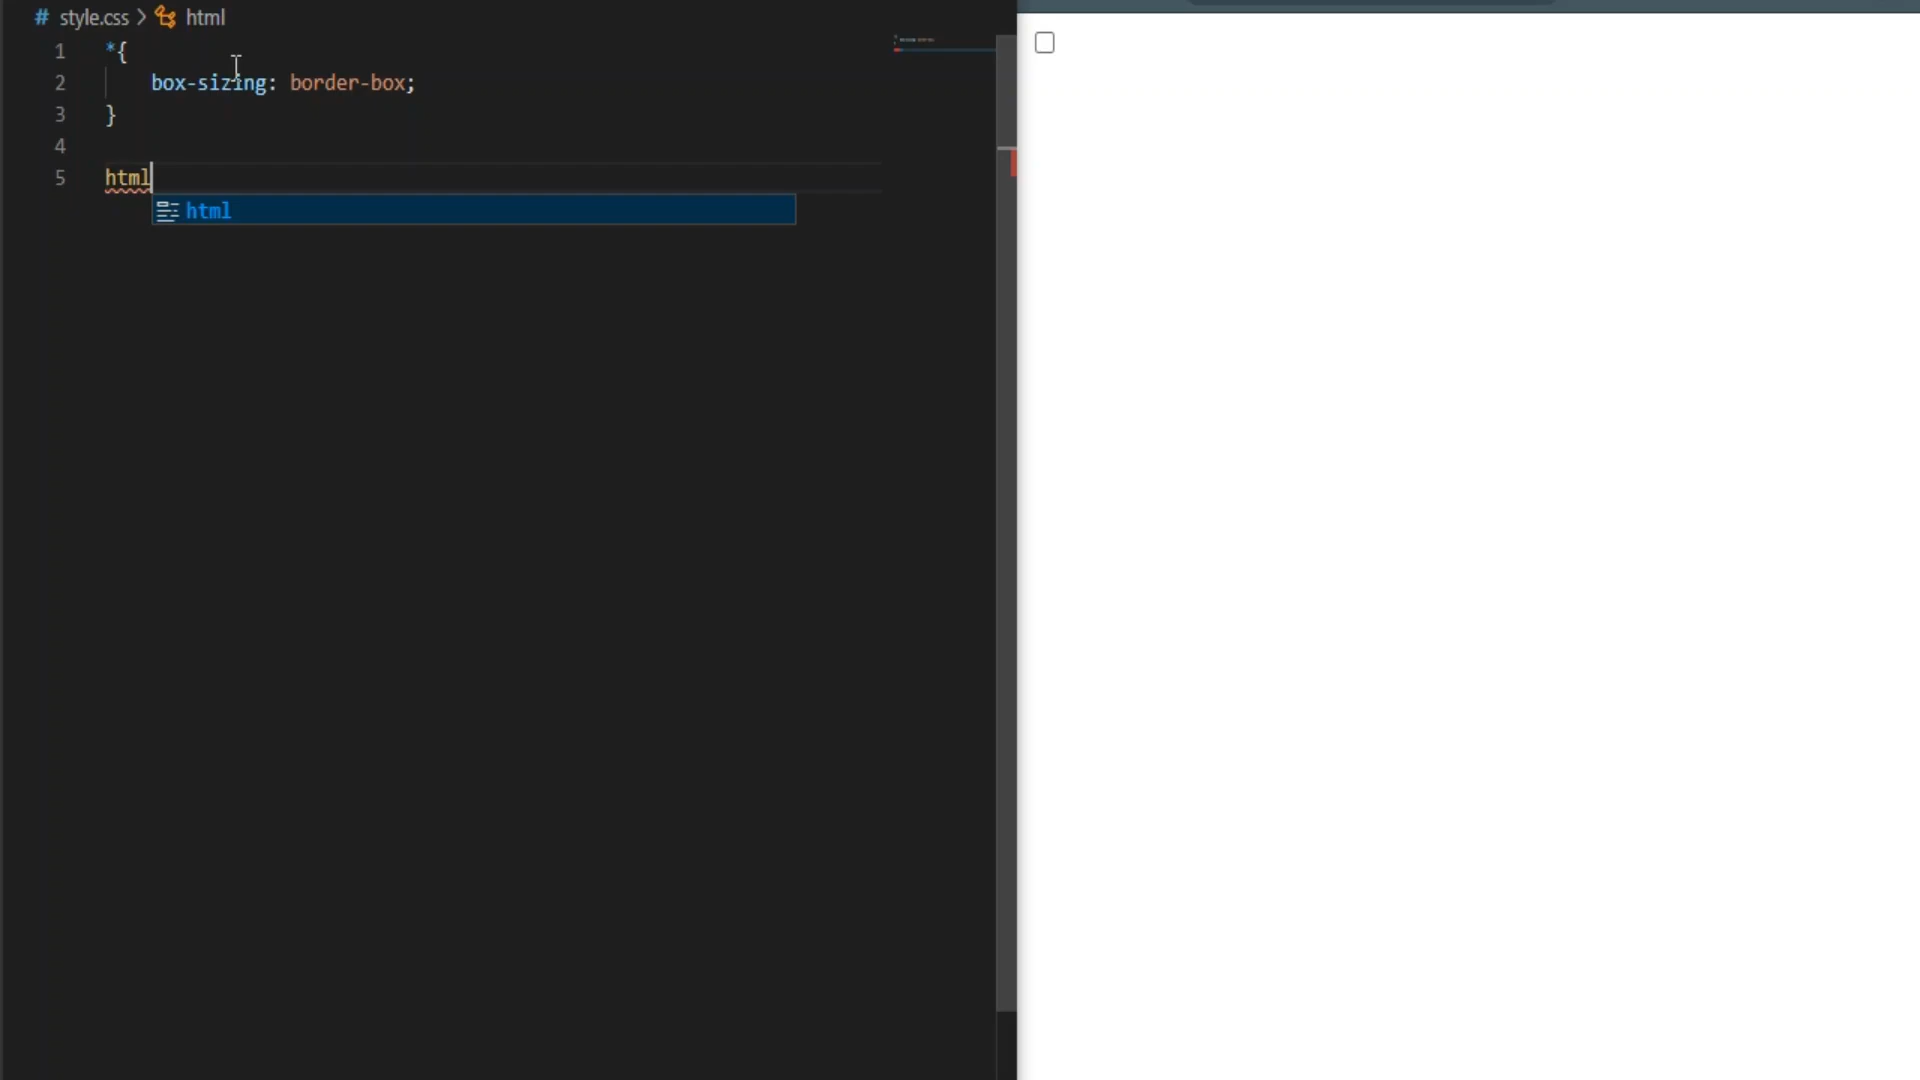 # style.css > html
1 *{
2 box-sizing: border-box;
3 }
4
5 html
html